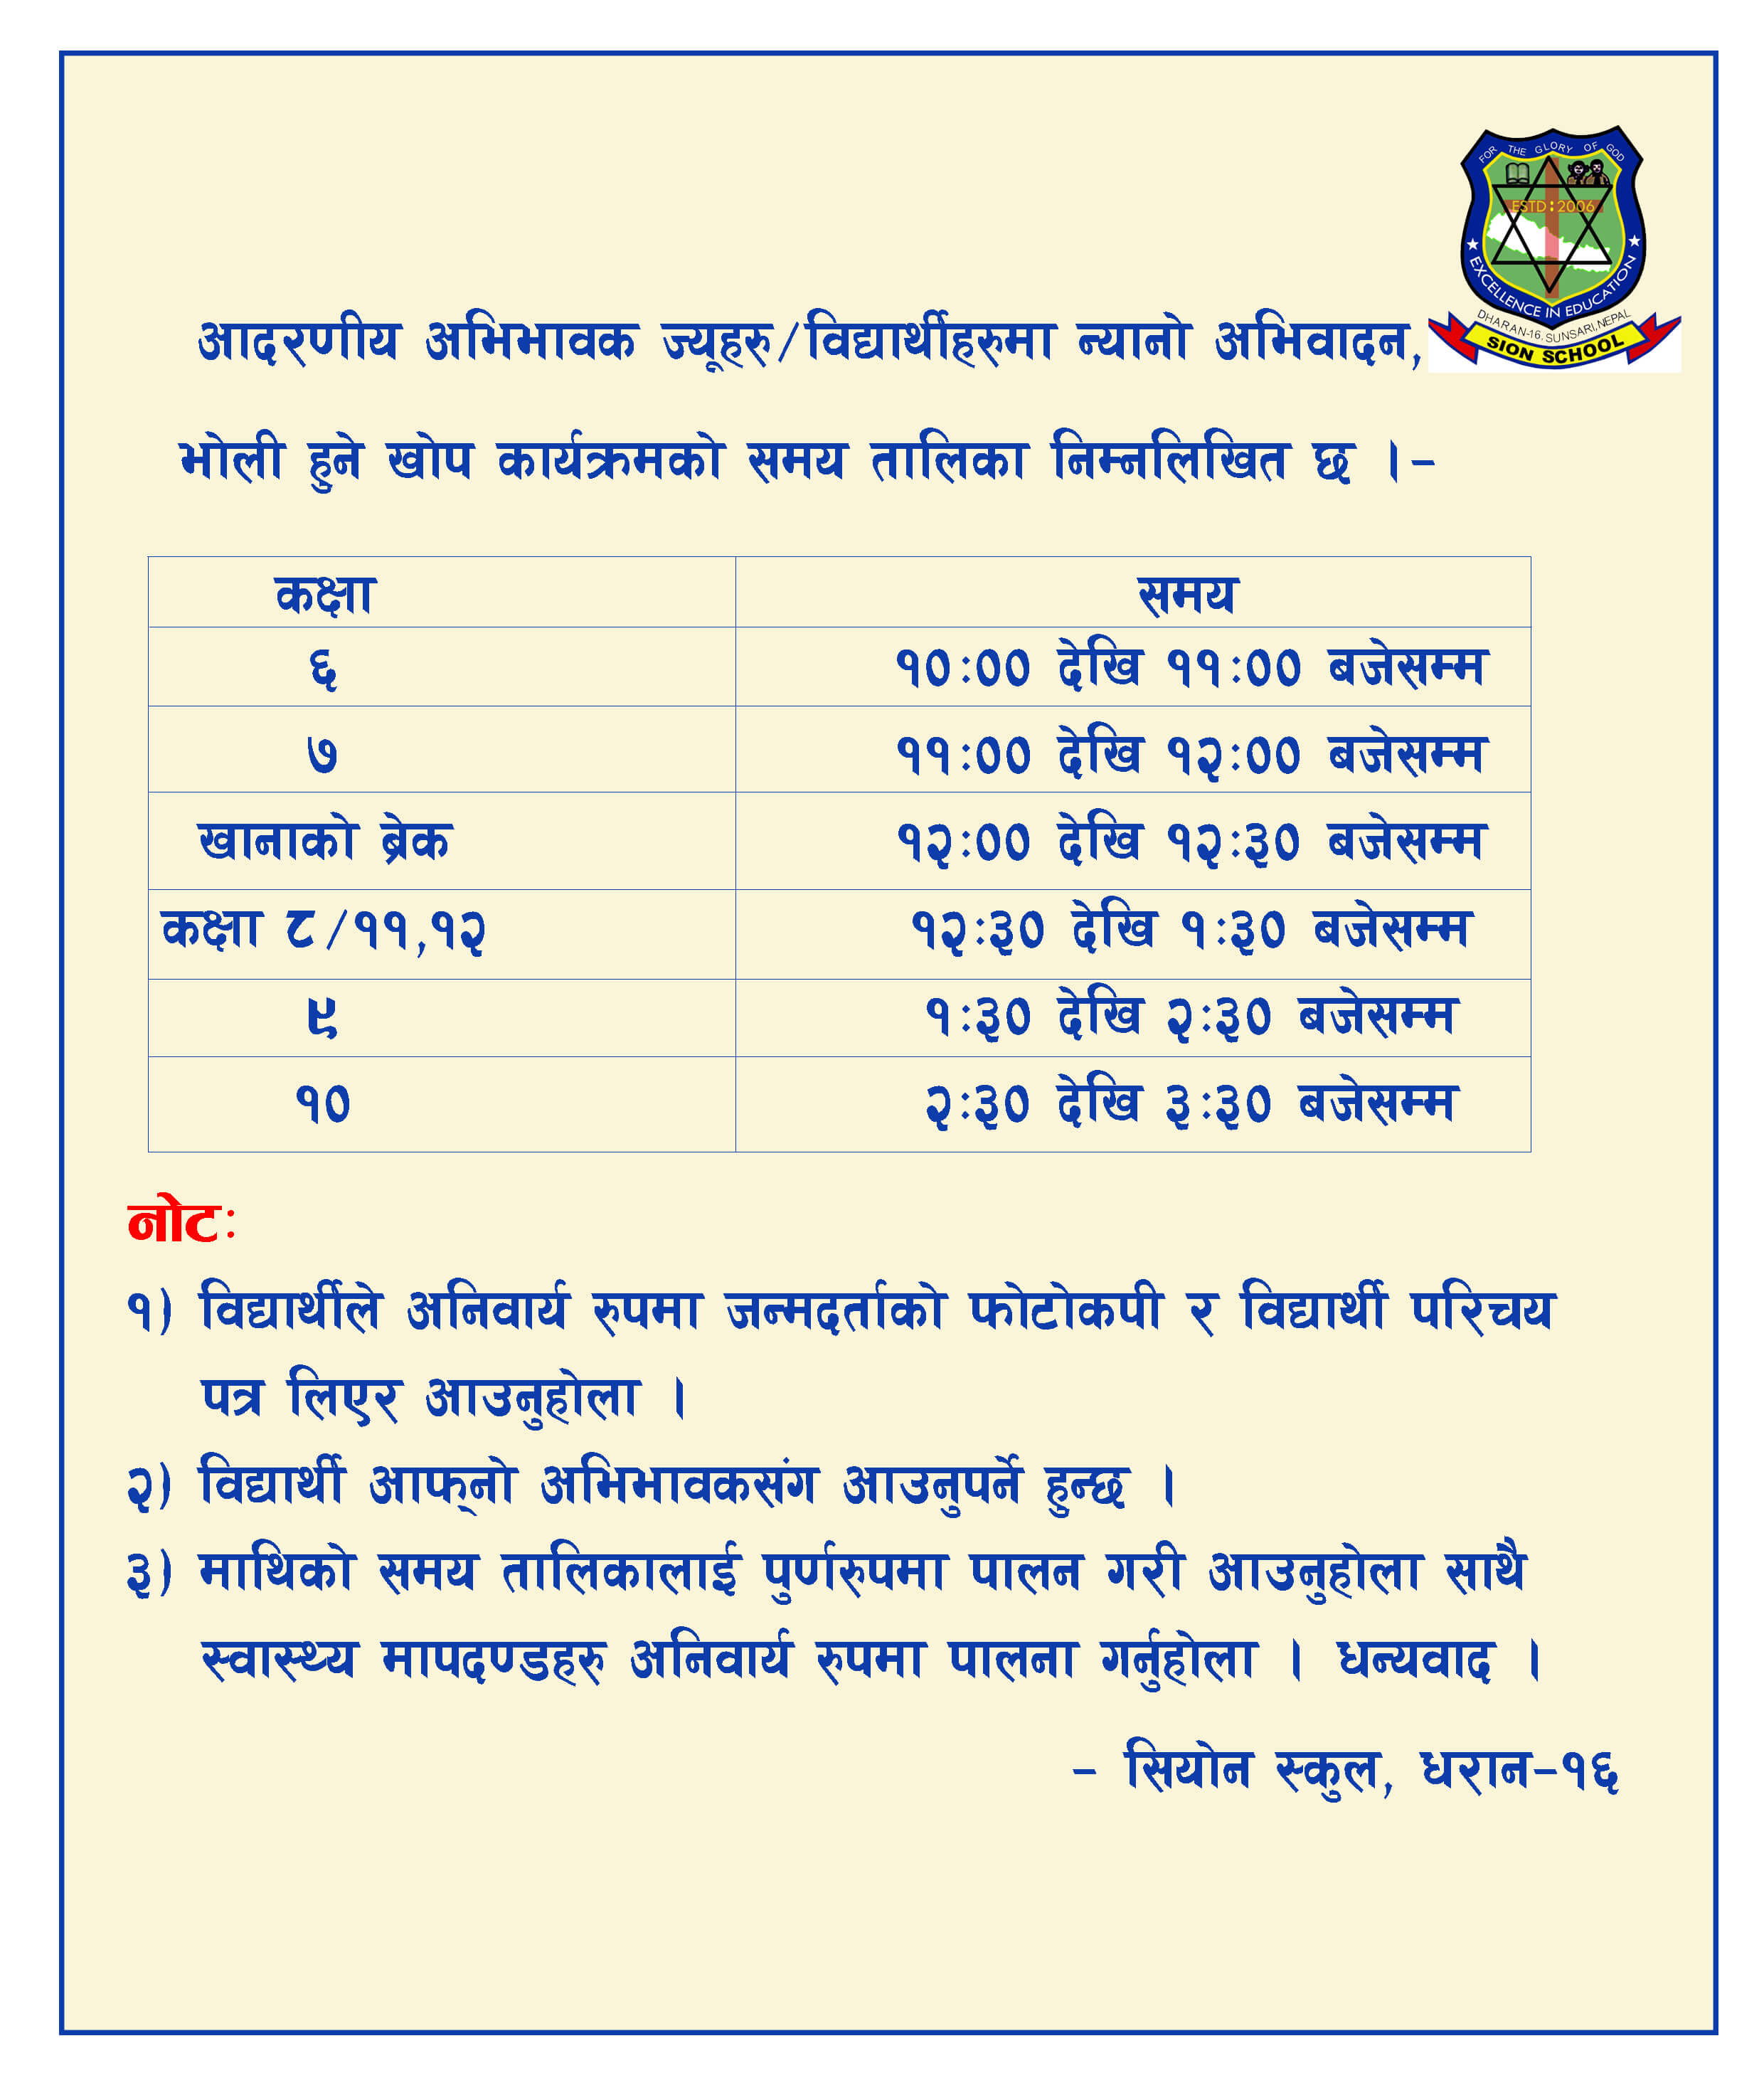 FOR THE GLORY OF GOD
ESTD:2006
EXCELLENCE IN EDUCATION
DHARAN-16, SUNSARI, NEPAL
SION SCHOOL
आदरणीय अभिभावक ज्यूहरु/विद्यार्थीहरुमा न्यानो अभिवादन,
भोली हुने खोप कार्यक्रमको समय तालिका निम्नलिखित छ ।-
कक्षा समय
६ १०:०० देखि ११:०० बजेसम्म
७ ११:०० देखि १२:०० बजेसम्म
खानाको ब्रेक १२:०० देखि १२:३० बजेसम्म
कक्षा ८/११,१२ १२:३० देखि १:३० बजेसम्म
९ १:३० देखि २:३० बजेसम्म
१० २:३० देखि ३:३० बजेसम्म
नोट:
१) विद्यार्थीले अनिवार्य रुपमा जन्मदर्ताको फोटोकपी र विद्यार्थी परिचय
पत्र लिएर आउनुहोला ।
२) विद्यार्थी आफ्‌नो अभिभावकसंग आउनुपर्ने हुन्छ ।
३) माथिको समय तालिकालाई पुर्णरुपमा पालन गरी आउनुहोला साथै
स्वास्थ्य मापदण्डहरु अनिवार्य रुपमा पालना गर्नुहोला । धन्यवाद ।
- सियोन स्कुल, धरान-१६